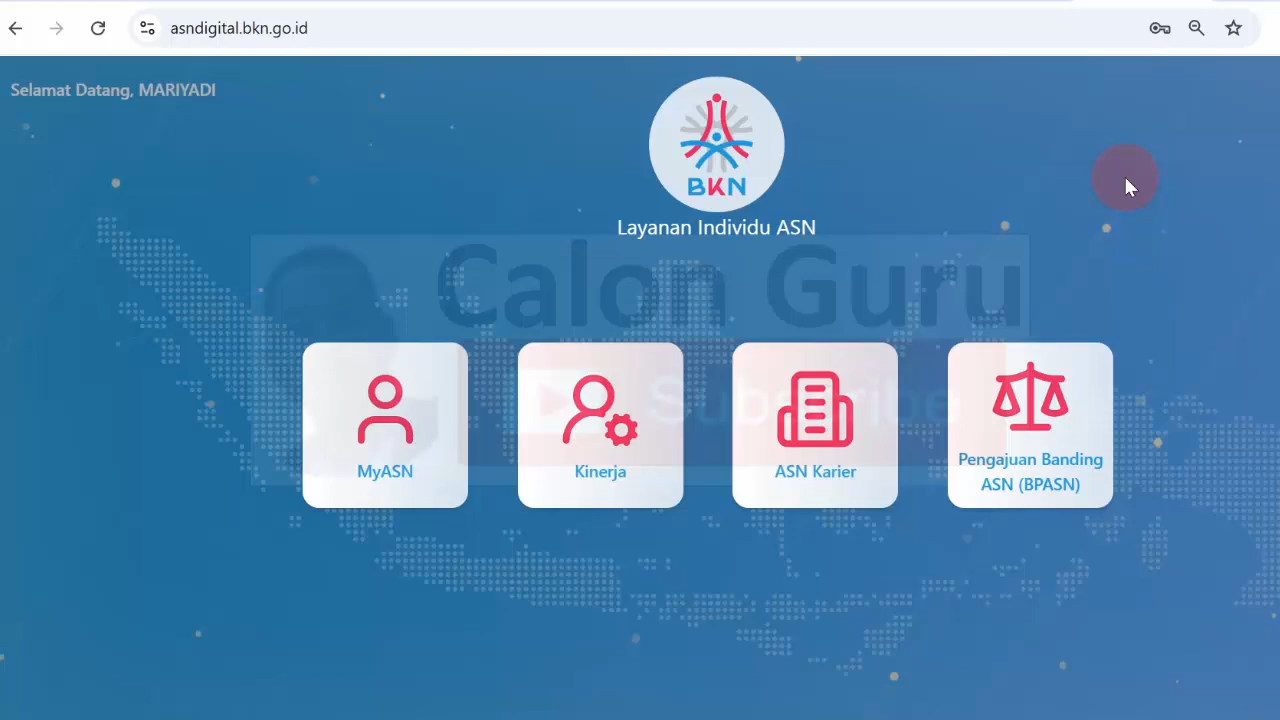 asndigital.bkn.go.id
Selamat Datang, MARIYADI
BKN
Layanan Individu ASN
Calon Guru
Subscribe
MyASN
Kinerja
ASN Karier
Pengajuan Banding
ASN (BPASN)